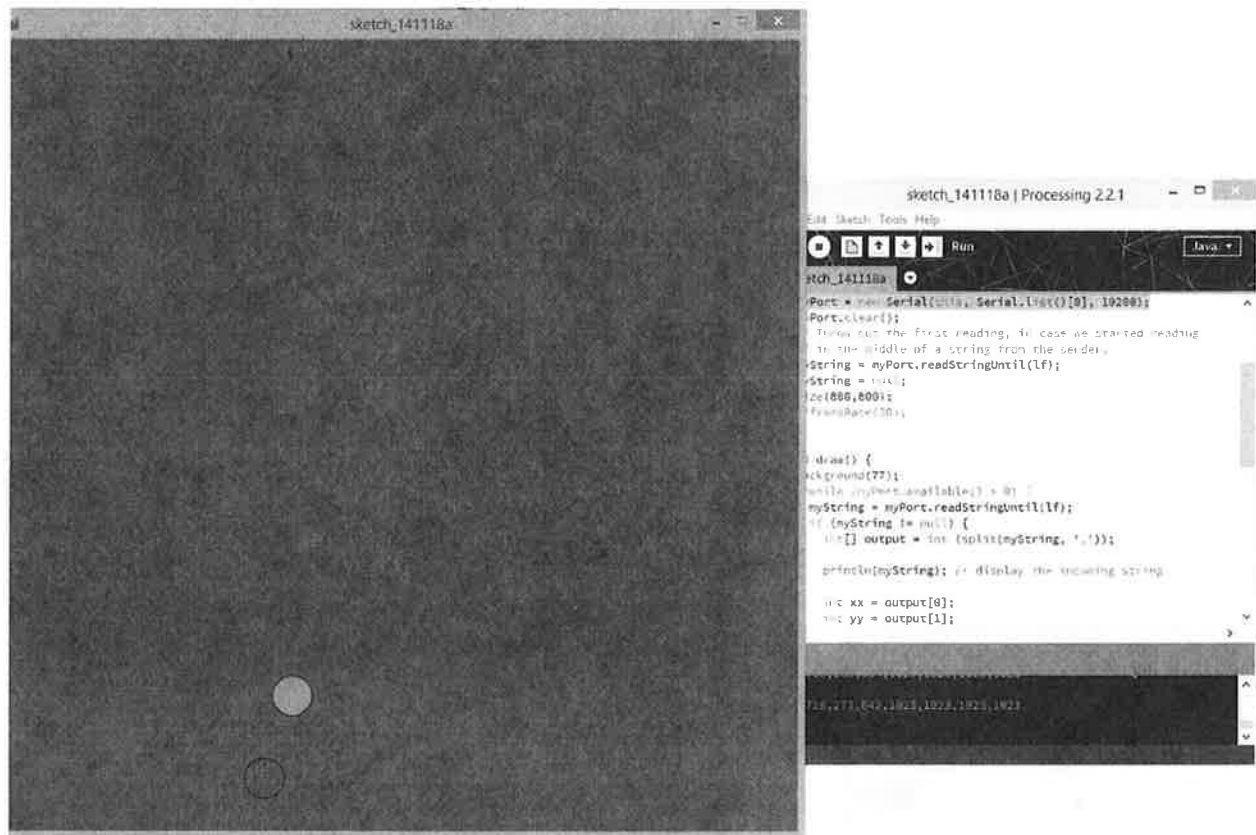 sketch_141118a
sketch_141118a | Processing 2.2.1
Edit Sketch Tools Help
Run
Java
etch_141118a
Port = new Serial(this, Serial.list()[0], 19200);
Port.clear();
Throw out the first reading, in case we started reading
in the middle of a string from the sender.
String = myPort.readStringUntil(lf);
String = null;
ze(800,800);
frameRate(30);
draw() {
ckground(77);
while (myPort.available() > 0) {
myString = myPort.readStringUntil(lf);
if (myString != null) {
int[] output = int (split(myString, ','));
println(myString); // display the incoming string
int xx = output[0];
int yy = output[1];
,1023,1023,1023,1023